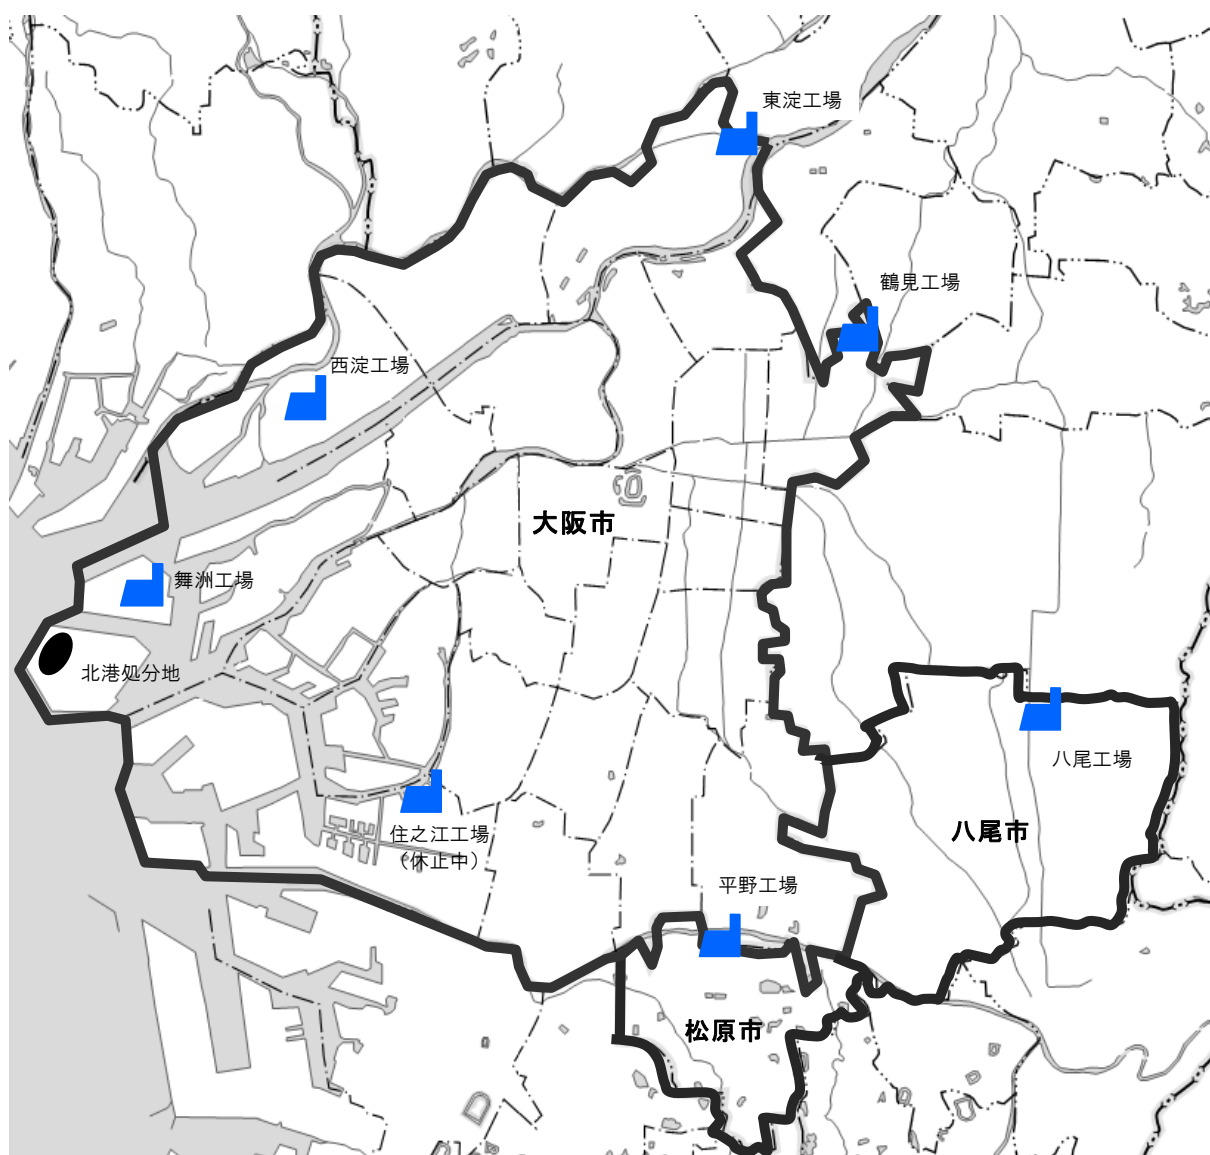 東淀工場
鶴見工場
西淀工場
大阪市
舞洲工場
北港処分地
八尾工場
八尾市
住之江工場
（休止中）
平野工場
松原市